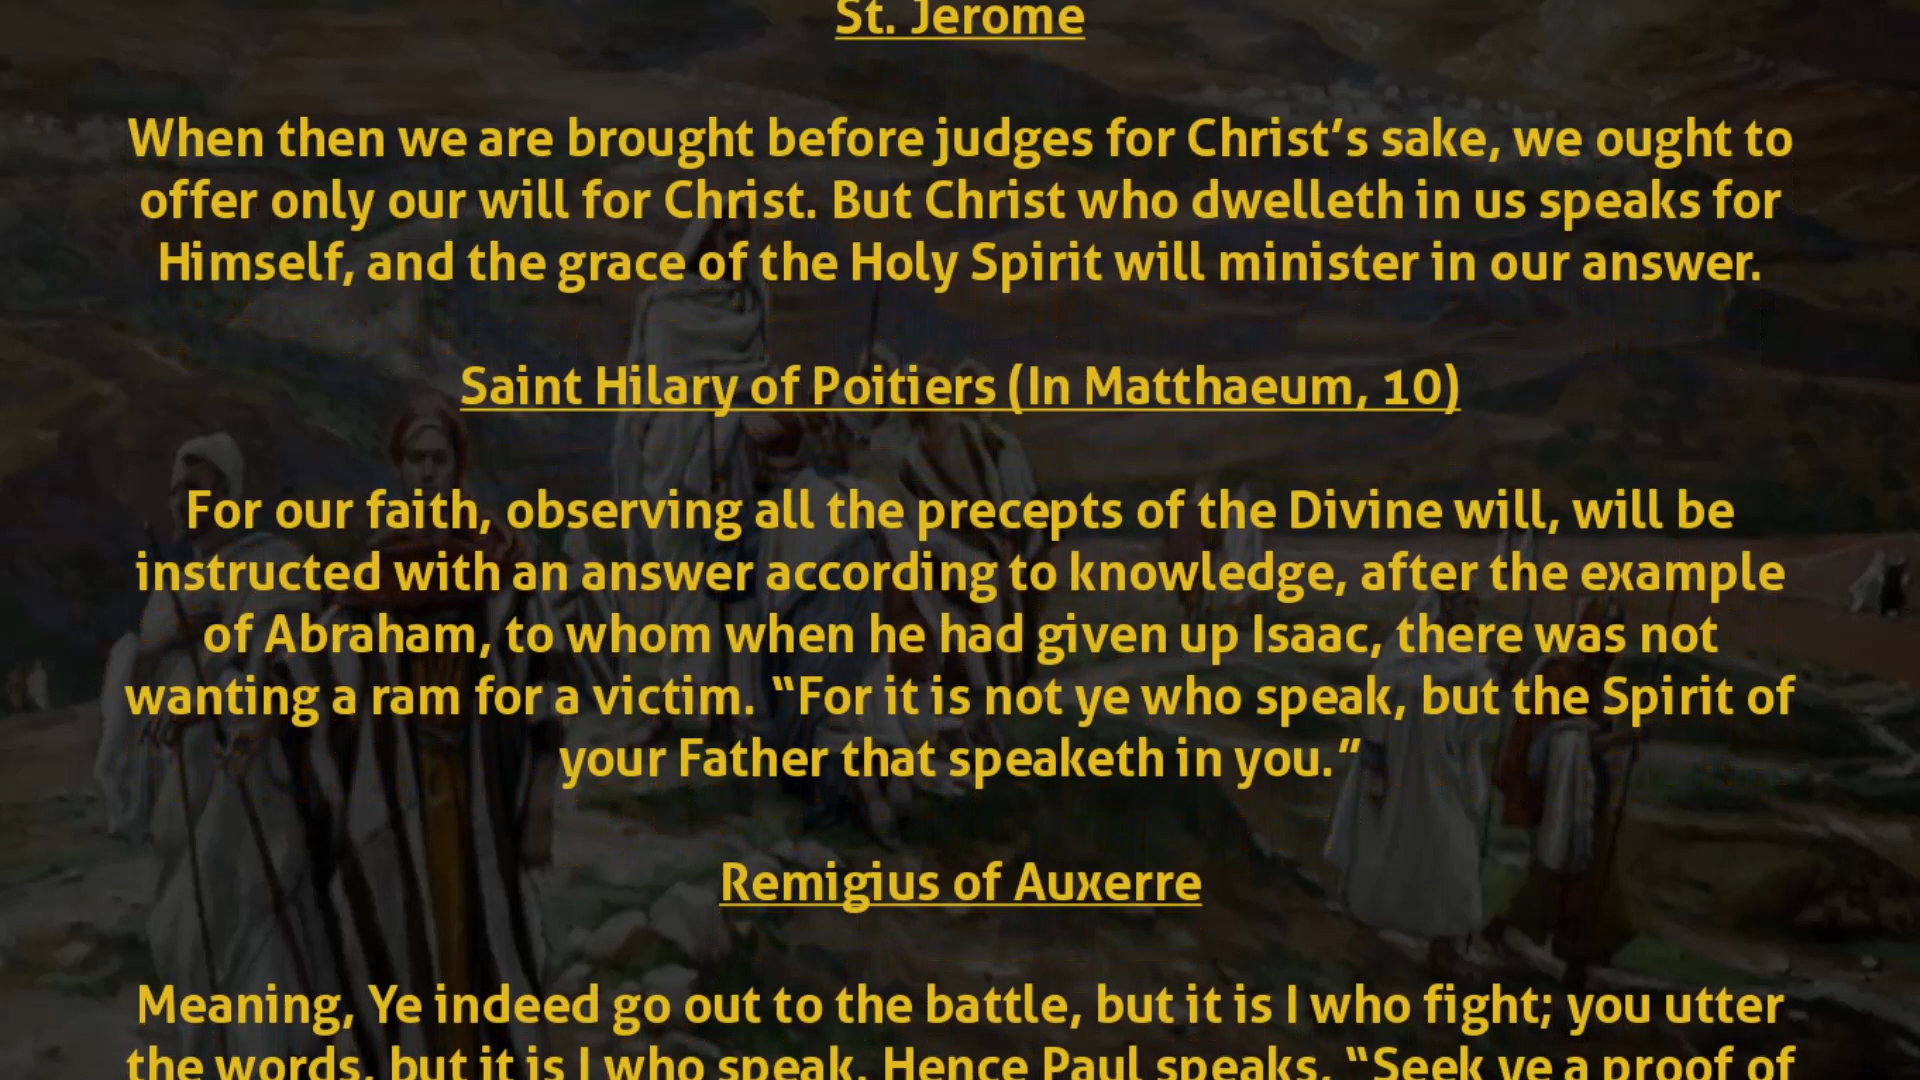 St. Jerome
When then we are brought before judges for Christ’s sake, we ought to
offer only our will for Christ. But Christ who dwelleth in us speaks for
Himself, and the grace of the Holy Spirit will minister in our answer.
Saint Hilary of Poitiers (In Matthaeum, 10)
For our faith, observing all the precepts of the Divine will, will be
instructed with an answer according to knowledge, after the example
of Abraham, to whom when he had given up Isaac, there was not
wanting a ram for a victim. “For it is not ye who speak, but the Spirit of
your Father that speaketh in you.”
Remigius of Auxerre
Meaning, Ye indeed go out to the battle, but it is I who fight; you utter
the words, but it is I who speak. Hence Paul speaks, “Seek ye a proof of